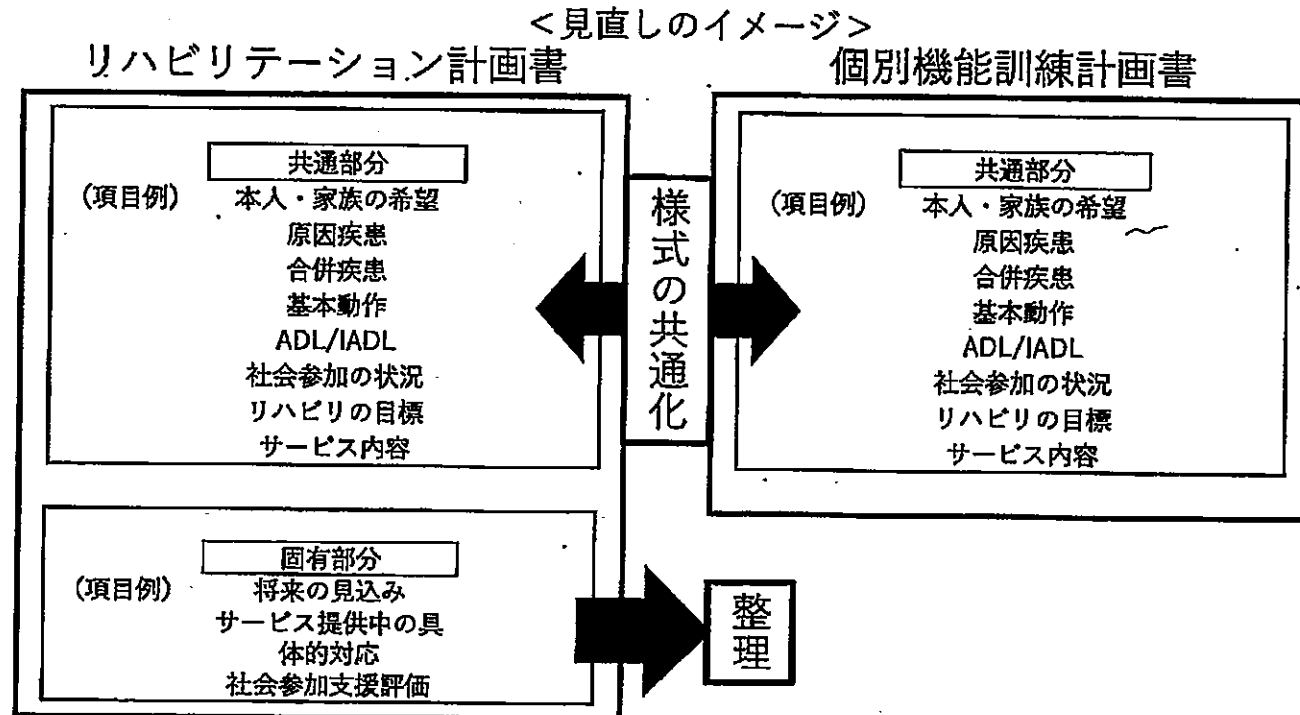 ＜見直しのイメージ＞
リハビリテーション計画書
共通部分
(項目例)
本人・家族の希望
原因疾患
合併疾患
基本動作
ADL/IADL
社会参加の状況
リハビリの目標
サービス内容
固有部分
(項目例)
将来の見込み
サービス提供中の具
体的対応
社会参加支援評価
様式の共通化
整理
個別機能訓練計画書
共通部分
(項目例)
本人・家族の希望
原因疾患
合併疾患
基本動作
ADL/IADL
社会参加の状況
リハビリの目標
サービス内容